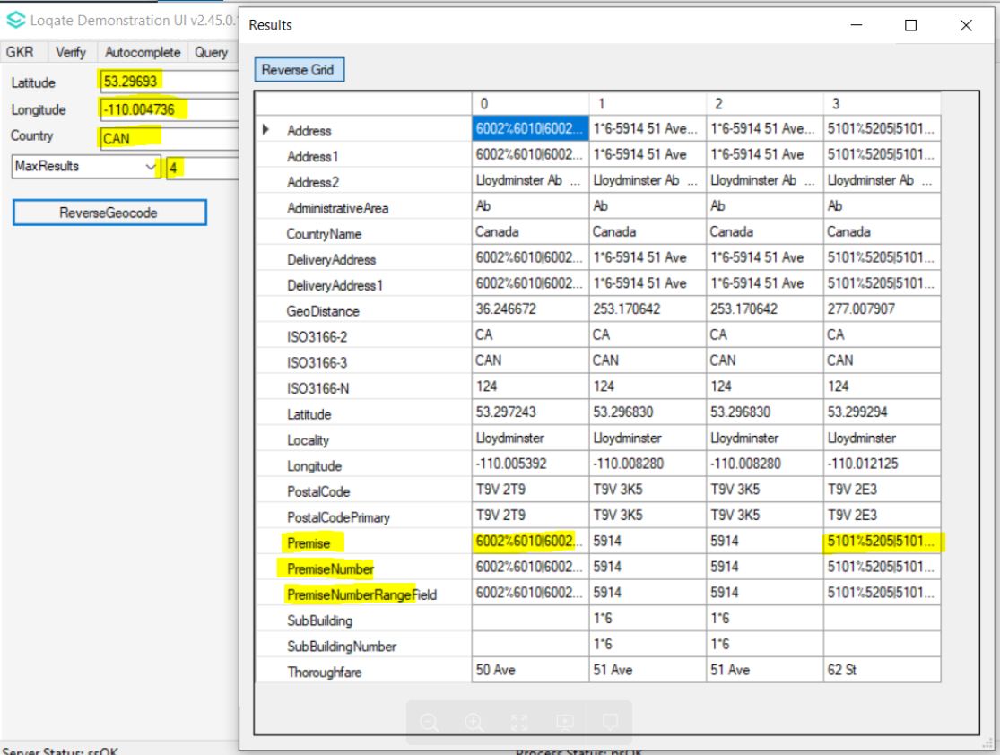 Loqate Demonstration UI v2.45.0.
Results
GKR Verify Autocomplete Query
Reverse Grid
Latitude 53.29693
Longitude -110.004736
Country CAN
MaxResults 4
ReverseGeocode
0 1 2 3
Address 6002%6010|6002... 1*6-5914 51 Ave... 1*6-5914 51 Ave... 5101%5205|5101...
Address1 6002%6010|6002... 1*6-5914 51 Ave... 1*6-5914 51 Ave... 5101%5205|5101...
Address2 Lloydminster Ab ... Lloydminster Ab ... Lloydminster Ab ... Lloydminster Ab ...
AdministrativeArea Ab Ab Ab Ab
CountryName Canada Canada Canada Canada
DeliveryAddress 6002%6010|6002... 1*6-5914 51 Ave 1*6-5914 51 Ave 5101%5205|5101...
DeliveryAddress1 6002%6010|6002... 1*6-5914 51 Ave 1*6-5914 51 Ave 5101%5205|5101...
GeoDistance 36.246672 253.170642 253.170642 277.007907
ISO3166-2 CA CA CA CA
ISO3166-3 CAN CAN CAN CAN
ISO3166-N 124 124 124 124
Latitude 53.297243 53.296830 53.296830 53.299294
Locality Lloydminster Lloydminster Lloydminster Lloydminster
Longitude -110.005392 -110.008280 -110.008280 -110.012125
PostalCode T9V 2T9 T9V 3K5 T9V 3K5 T9V 2E3
PostalCodePrimary T9V 2T9 T9V 3K5 T9V 3K5 T9V 2E3
Premise 6002%6010|6002... 5914 5914 5101%5205|5101...
PremiseNumber 6002%6010|6002... 5914 5914 5101%5205|5101...
PremiseNumberRangeField 6002%6010|6002... 5914 5914 5101%5205|5101...
SubBuilding 1*6 1*6
SubBuildingNumber 1*6 1*6
Thoroughfare 50 Ave 51 Ave 51 Ave 62 St
Server Status: ssOK Process Status: psOK